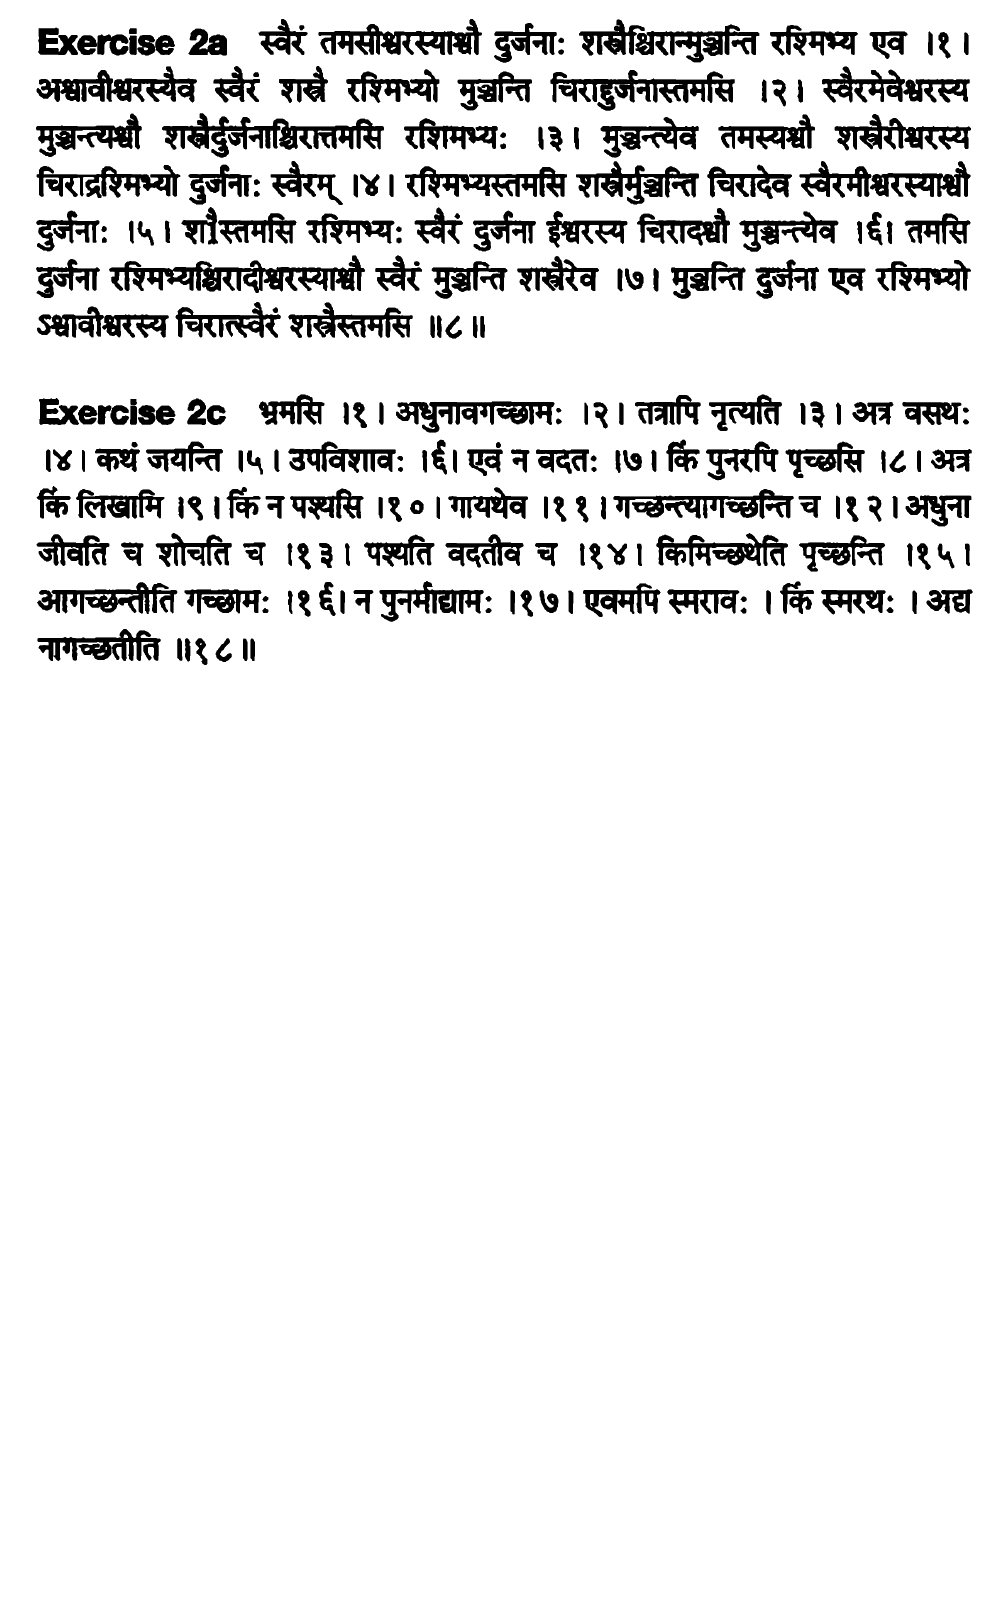 Exercise 2a स्वैरं तमसीश्वरस्याश्वौ दुर्जनाः शस्त्रैश्चिरान्मुञ्चन्ति रश्मिभ्य एव ।१।
अश्वावीश्वरस्यैव स्वैरं शस्त्रै रश्मिभ्यो मुञ्चन्ति चिराद्दुर्जनास्तमसि ।२। स्वैरमेवेश्वरस्य
मुञ्चन्त्यश्वौ शस्त्रैर्दुर्जनाश्चिरात्तमसि रशिमभ्यः ।३। मुञ्चन्त्येव तमस्यश्वौ शस्त्रैरीश्वरस्य
चिराद्रश्मिभ्यो दुर्जनाः स्वैरम् ।४। रश्मिभ्यस्तमसि शस्त्रैर्मुञ्चन्ति चिरादेव स्वैरमीश्वरस्याश्वौ
दुर्जनाः ।५। तमसि रश्मिभ्यः स्वैरं दुर्जना ईश्वरस्य चिरादश्वौ मुञ्चन्त्येव ।६। तमसि
दुर्जना रश्मिभ्यश्चिरादीश्वरस्याश्वौ स्वैरं मुञ्चन्ति शस्त्रैरेव ।७। मुञ्चन्ति दुर्जना एव रश्मिभ्यो
ऽश्वावीश्वरस्य चिरात्स्वैरं शस्त्रैस्तमसि ॥८॥
Exercise 2c भ्रमसि ।१। अधुनावगच्छामः ।२। तत्रापि नृत्यति ।३। अत्र वसथः
।४। कथं जयन्ति ।५। उपविशावः ।६। एवं न वदतः ।७। किं पुनरपि पृच्छसि ।८। अत्र
किं लिखामि ।९। किं न पश्यसि ।१०। गायथेव ।११। गच्छन्त्यागच्छन्ति च ।१२। अधुना
जीवति च शोचति च ।१३। पश्यति वदतीव च ।१४। किमिच्छथेति पृच्छन्ति ।१५।
आगच्छन्तीति गच्छामः ।१६। न पुनर्माद्यामः ।१७। एवमपि स्मरावः । किं स्मरथः । अद्य
नागच्छतीति ॥१८॥